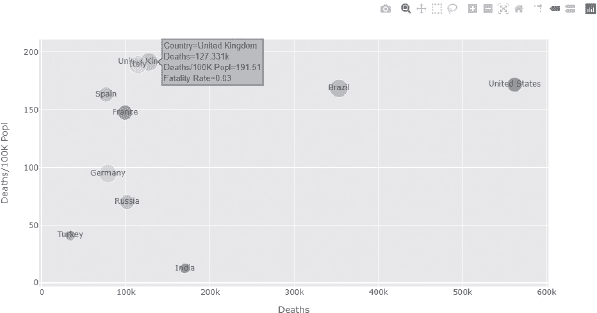 200
150
100
50
0
Deaths/100K Popl
Country=United Kingdom
Deaths=127.331k
Deaths/100K Popl=191.51
Fatality Rate=0.03
United King
Italy
Spain
France
Brazil
United States
Germany
Russia
Turkey
India
0
100k
200k
300k
400k
500k
600k
Deaths